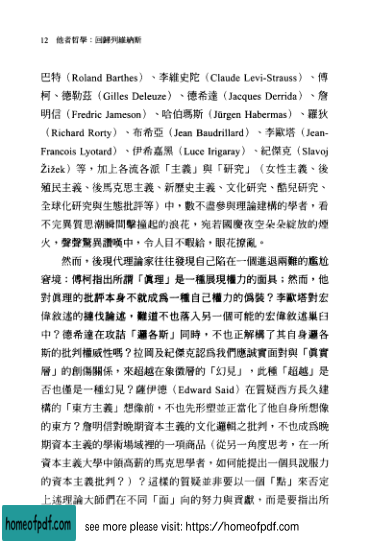 12 他者哲學：回歸列維納斯
巴特（Roland Barthes）、李維史陀（Claude Levi-Strauss）、傅
柯、德勒茲（Gilles Deleuze）、德希達（Jacques Derrida）、詹
明信（Fredric Jameson）、哈伯瑪斯（Jürgen Habermas）、羅狄
（Richard Rorty）、布希亞（Jean Baudrillard）、李歐塔（Jean-
Francois Lyotard）、伊希嘉黑（Luce Irigaray）、紀傑克（Slavoj
Žižek）等，加上各流各派「主義」與「研究」（女性主義、後
殖民主義、後馬克思主義、新歷史主義、文化研究、酷兒研究、
全球化研究與生態批評等）中，數不盡參與理論建構的學者，看
不完異質思潮瞬間擊撞起的浪花，宛若國慶夜空朵朵綻放的煙
火，聲聲驚異讚嘆中，令人目不暇給，眼花撩亂。
然而，後現代理論家往往發現自己陷在一個進退兩難的尷尬
窘境：傅柯指出所謂「真理」是一種展現權力的面具；然而，他
對真理的批評本身不就成為一種自己權力的偽裝？李歐塔對宏
偉敘述的撻伐論述，難道不也落入另一個可能的宏偉敘述巢臼
中？德希達在攻詰「邏各斯」同時，不也正解構了其自身邏各
斯的批判權威性嗎？拉岡及紀傑克認為我們應誠實面對與「真實
層」的創傷關係，來超越在象徵層的「幻見」，此種「超越」是
否也僅是一種幻見？薩伊德（Edward Said）在質疑西方長久建
構的「東方主義」想像前，不也先形塑並正當化了他自身所想像
的東方？詹明信對晚期資本主義的文化邏輯之批判，不也成為晚
期資本主義的學術場域裡的一項商品（從另一角度思考，在一所
資本主義大學中領高薪的馬克思學者，如何能提出一個具說服力
的資本主義批判？）？這樣的質疑並非要以一個「點」來否定
上述理論大師們在不同「面」向的努力與貢獻，而是要指出所
homeofpdf.com see more please visit: https://homeofpdf.com